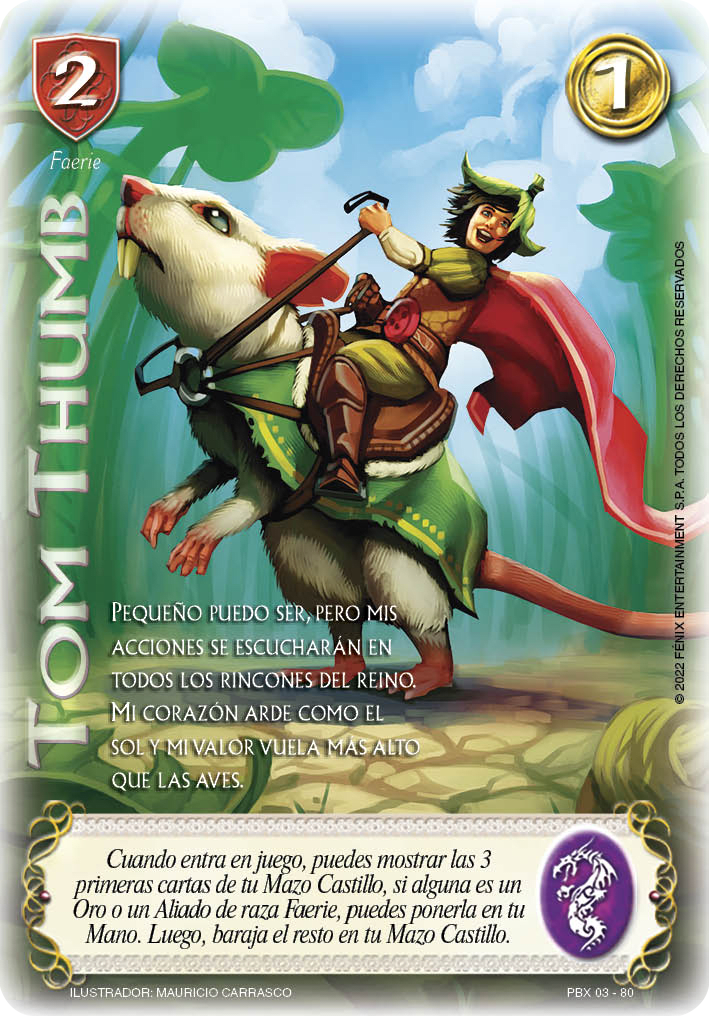 2
1
Faerie
TOM THUMB
PEQUEÑO PUEDO SER, PERO MIS
ACCIONES SE ESCUCHARÁN EN
TODOS LOS RINCONES DEL REINO.
MI CORAZÓN ARDE COMO EL
SOL Y MI VALOR VUELA MÁS ALTO
QUE LAS AVES.
© 2022 FÉNIX ENTERTAINMENT S.P.A. TODOS LOS DERECHOS RESERVADOS
Cuando entra en juego, puedes mostrar las 3
primeras cartas de tu Mazo Castillo, si alguna es un
Oro o un Aliado de raza Faerie, puedes ponerla en tu
Mano. Luego, baraja el resto en tu Mazo Castillo.
ILUSTRADOR: MAURICIO CARRASCO
PBX 03 - 80